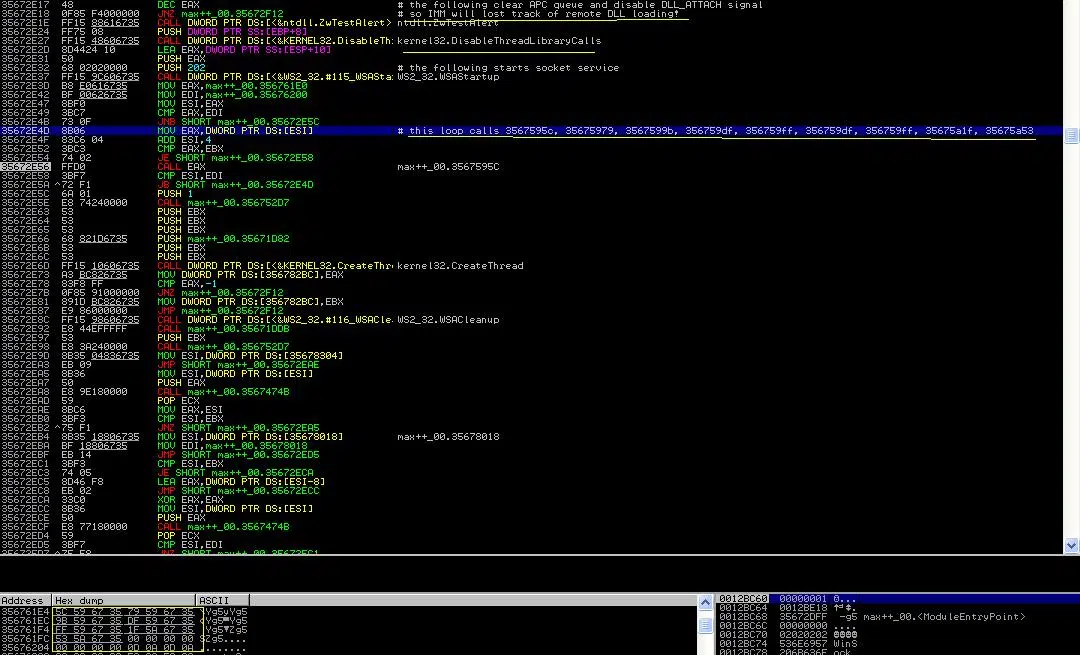 35672E17 48 DEC EAX # the following clear APC queue and disable DLL_ATTACH signal
35672E18 0F85 F4000000 JNZ max++_00.35672F12 # so IMM will lost track of remote DLL loading!
35672E1E FF15 88616735 CALL DWORD PTR DS:[<&ntdll.ZwTestAlert> ntdll.ZwTestAlert
35672E24 FF75 08 PUSH DWORD PTR SS:[EBP+8]
35672E27 FF15 48606735 CALL DWORD PTR DS:[<&KERNEL32.DisableTh: kernel32.DisableThreadLibraryCalls
35672E2D 8D4424 10 LEA EAX,DWORD PTR SS:[ESP+10]
35672E31 50 PUSH EAX
35672E32 68 02020000 PUSH 202 # the following starts socket service
35672E37 FF15 9C606735 CALL DWORD PTR DS:[<&WS2_32.#115_WSASta: WS2_32.WSAStartup
35672E3D B8 E0616735 MOV EAX,max++_00.356761E0
35672E42 BF 00626735 MOV EDI,max++_00.35676200
35672E47 8BF0 MOV ESI,EAX
35672E49 3BC7 CMP EAX,EDI
35672E4B 73 0F JNB SHORT max++_00.35672E5C
35672E4D 8B06 MOV EAX,DWORD PTR DS:[ESI] # this loop calls 3567595c, 35675979, 3567599b, 356759df, 356759ff, 356759df, 356759ff, 35675a1f, 35675a53
35672E4F 83C6 04 ADD ESI,4
35672E52 3BC3 CMP EAX,EBX
35672E54 74 02 JE SHORT max++_00.35672E58
35672E56 FFD0 CALL EAX max++_00.3567595C
35672E58 3BF7 CMP ESI,EDI
35672E5A ^72 F1 JB SHORT max++_00.35672E4D
35672E5C 6A 01 PUSH 1
35672E5E E8 74240000 CALL max++_00.356752D7
35672E63 53 PUSH EBX
35672E64 53 PUSH EBX
35672E65 53 PUSH EBX
35672E66 68 821D6735 PUSH max++_00.35671D82
35672E6B 53 PUSH EBX
35672E6C 53 PUSH EBX
35672E6D FF15 10606735 CALL DWORD PTR DS:[<&KERNEL32.CreateThr: kernel32.CreateThread
35672E73 A3 BC826735 MOV DWORD PTR DS:[356782BC],EAX
35672E78 83F8 FF CMP EAX,-1
35672E7B 0F85 91000000 JNZ max++_00.35672F12
35672E81 891D BC826735 MOV DWORD PTR DS:[356782BC],EBX
35672E87 E9 86000000 JMP max++_00.35672F12
35672E8C FF15 98606735 CALL DWORD PTR DS:[<&WS2_32.#116_WSACle. WS2_32.WSACleanup
35672E92 E8 44EFFFFF CALL max++_00.35671DDB
35672E97 53 PUSH EBX
35672E98 E8 3A240000 CALL max++_00.356752D7
35672E9D 8B35 04836735 MOV ESI,DWORD PTR DS:[35678304]
35672EA3 EB 09 JMP SHORT max++_00.35672EAE
35672EA5 8B36 MOV ESI,DWORD PTR DS:[ESI]
35672EA7 50 PUSH EAX
35672EA8 E8 9E180000 CALL max++_00.3567474B
35672EAD 59 POP ECX
35672EAE 8BC6 MOV EAX,ESI
35672EB0 3BF3 CMP ESI,EBX
35672EB2 ^75 F1 JNZ SHORT max++_00.35672EA5
35672EB4 8B35 18806735 MOV ESI,DWORD PTR DS:[35678018] max++_00.35678018
35672EBA BF 18806735 MOV EDI,max++_00.35678018
35672EBF EB 14 JMP SHORT max++_00.35672ED5
35672EC1 3BF3 CMP ESI,EBX
35672EC3 74 05 JE SHORT max++_00.35672ECA
35672EC5 8D46 F8 LEA EAX,DWORD PTR DS:[ESI-8]
35672EC8 EB 02 JMP SHORT max++_00.35672ECC
35672ECA 33C0 XOR EAX,EAX
35672ECC 8B36 MOV ESI,DWORD PTR DS:[ESI]
35672ECE 50 PUSH EAX
35672ECF E8 77180000 CALL max++_00.3567474B
35672ED4 59 POP ECX
35672ED5 3BF7 CMP ESI,EDI
35672ED7 ^75 E8 JNZ SHORT max++_00.35672EC1
Address Hex dump ASCII
356761E4 5C 59 67 35 79 59 67 35 \Yg5yYg5
356761EC 9B 59 67 35 DF 59 67 35
356761F4 FF 59 67 35 1F 5A 67 35
356761FC 53 5A 67 35 00 00 00 00 SZg5....
35676204 00 00 00 00 0D 0A 0D 0A
0012BC60 00000001
0012BC64 0012BE18
0012BC68 35672DFF -g5 max++_00.<ModuleEntryPoint>
0012BC6C 00000000 ....
0012BC70 02020202
0012BC74 536E6957 WinS
0012BC78 206B636F ock